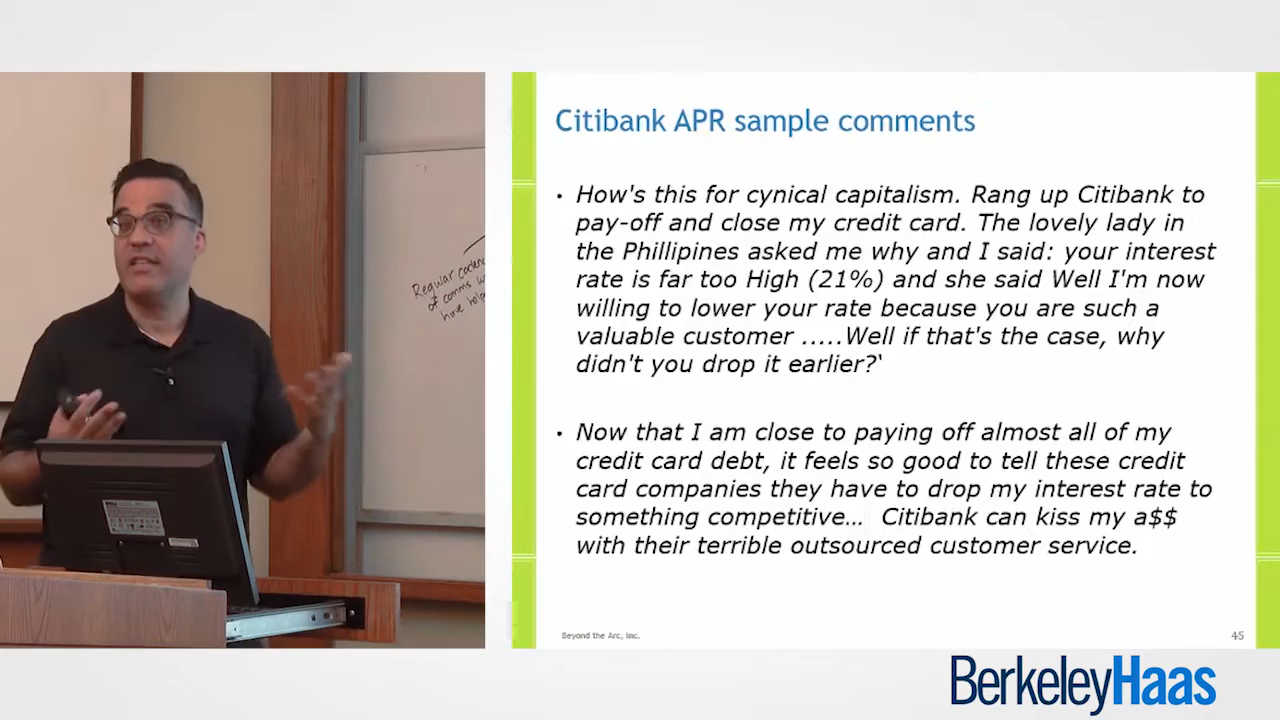 Citibank APR sample comments
• How's this for cynical capitalism. Rang up Citibank to
pay-off and close my credit card. The lovely lady in
the Phillipines asked me why and I said: your interest
rate is far too High (21%) and she said Well I'm now
willing to lower your rate because you are such a
valuable customer .....Well if that's the case, why
didn't you drop it earlier?'
• Now that I am close to paying off almost all of my
credit card debt, it feels so good to tell these credit
card companies they have to drop my interest rate to
something competitive… Citibank can kiss my a$$
with their terrible outsourced customer service.
Beyond the Arc, Inc.
45
Regular
of comms
have
DELL
BerkeleyHaas